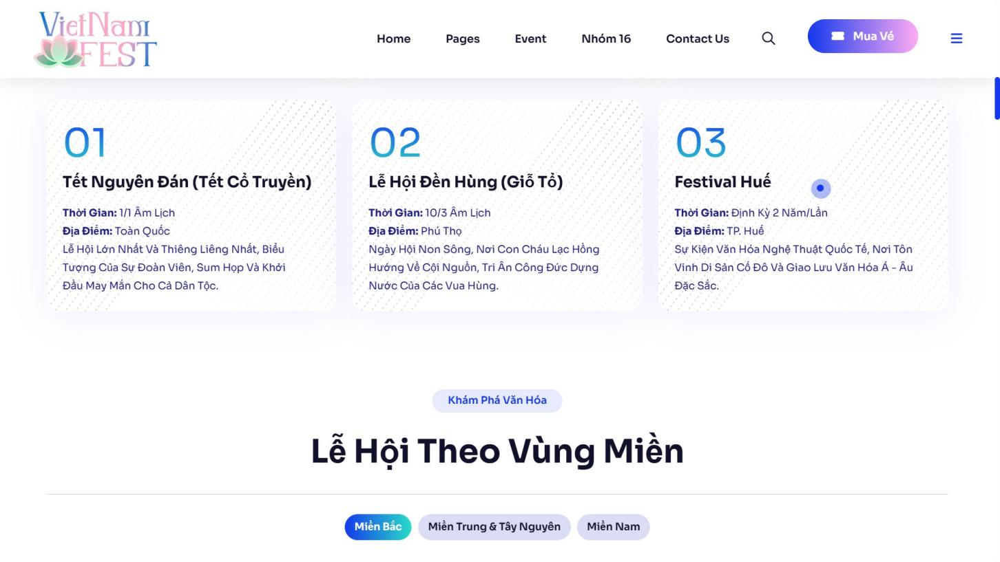 VietNam
FEST
Home
Pages
Event
Nhóm 16
Contact Us
Mua Vé
01
Tết Nguyên Đán (Tết Cổ Truyền)
Thời Gian: 1/1 Âm Lịch
Địa Điểm: Toàn Quốc
Lễ Hội Lớn Nhất Và Thiêng Liêng Nhất, Biểu
Tượng Của Sự Đoàn Viên, Sum Họp Và Khởi
Đầu May Mắn Cho Cả Dân Tộc.
02
Lễ Hội Đền Hùng (Giỗ Tổ)
Thời Gian: 10/3 Âm Lịch
Địa Điểm: Phú Thọ
Ngày Hội Non Sông, Nơi Con Cháu Lạc Hồng
Hướng Về Cội Nguồn, Tri Ân Công Đức Dựng
Nước Của Các Vua Hùng.
03
Festival Huế
Thời Gian: Định Kỳ 2 Năm/Lần
Địa Điểm: TP. Huế
Sự Kiện Văn Hóa Nghệ Thuật Quốc Tế, Nơi Tôn
Vinh Di Sản Cố Đô Và Giao Lưu Văn Hóa Á - Âu
Đặc Sắc.
Khám Phá Văn Hóa
Lễ Hội Theo Vùng Miền
Miền Bắc
Miền Trung & Tây Nguyên
Miền Nam